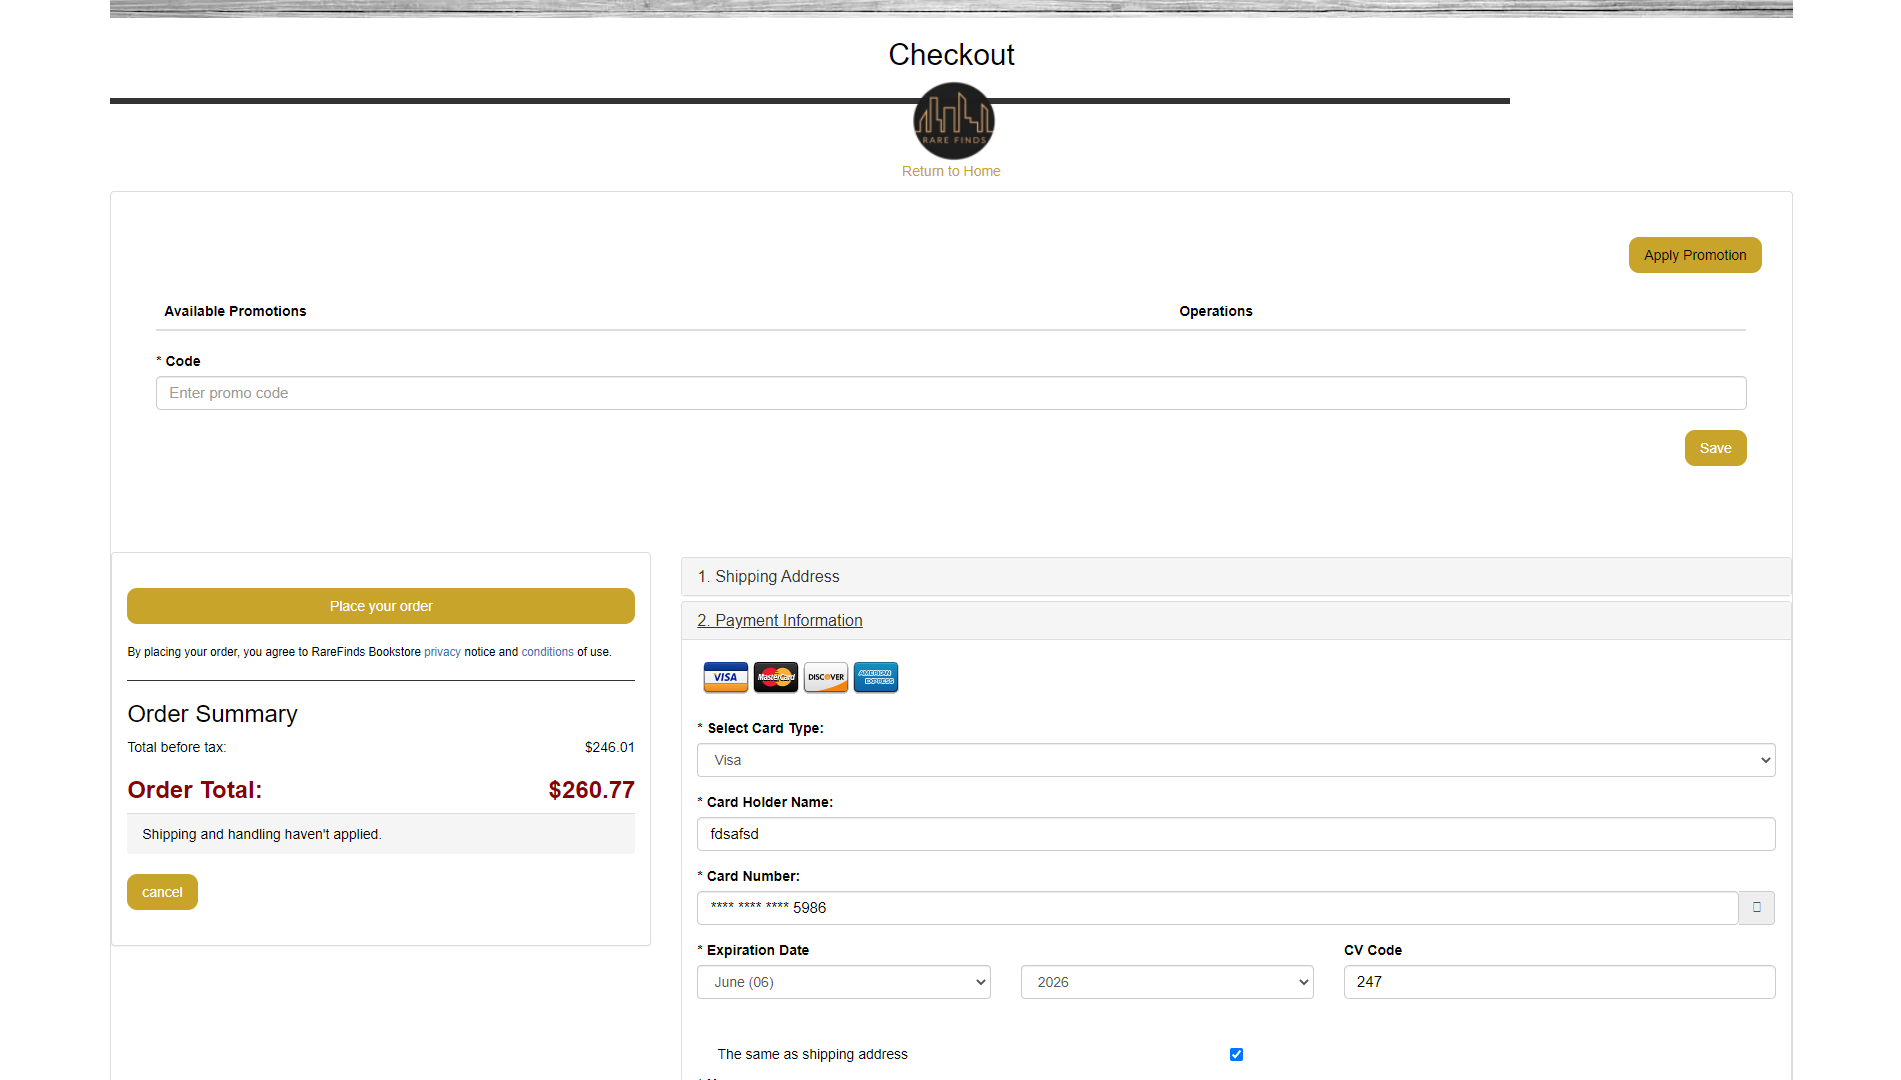 Checkout
RARE FINDS
Return to Home
Apply Promotion
Available Promotions Operations
* Code
Enter promo code
Save
Place your order
By placing your order, you agree to RareFinds Bookstore privacy notice and conditions of use.
Order Summary
Total before tax: $246.01
Order Total: $260.77
Shipping and handling haven't applied.
cancel
1. Shipping Address
2. Payment Information
VISA MasterCard DISCOVER AMERICAN EXPRESS
* Select Card Type:
Visa
* Card Holder Name:
fdsafsd
* Card Number:
**** **** **** 5986
* Expiration Date CV Code
June (06) 2026 247
The same as shipping address